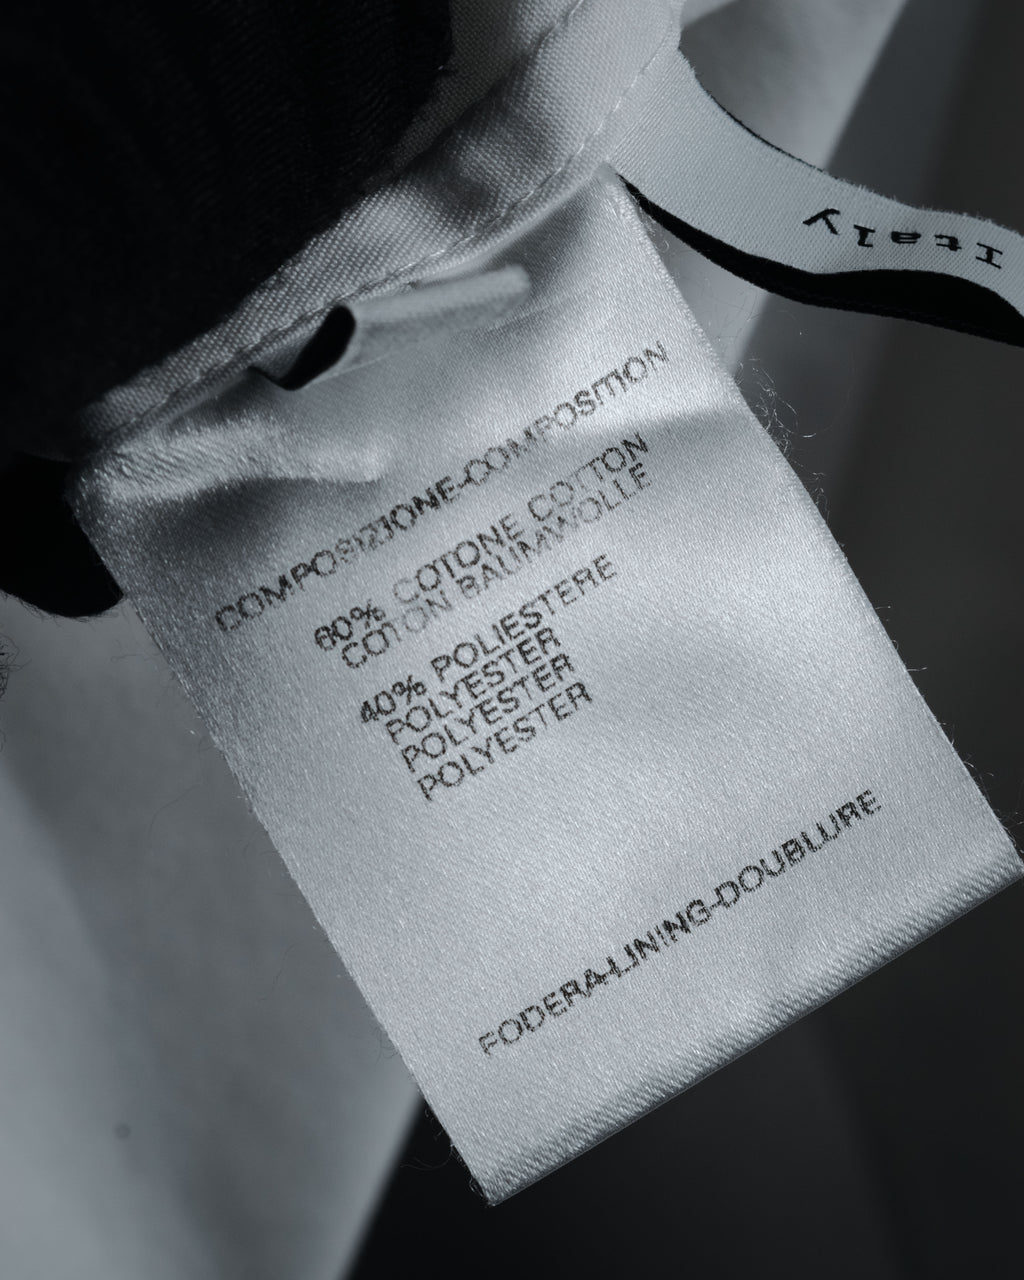 Italy
COMPOSIZIONE-COMPOSITION
60% COTONE COTTON
COTON BAUMWOLLE
40% POLIESTERE
POLYESTER
POLYESTER
POLYESTER
FODERA-LINING-DOUBLURE